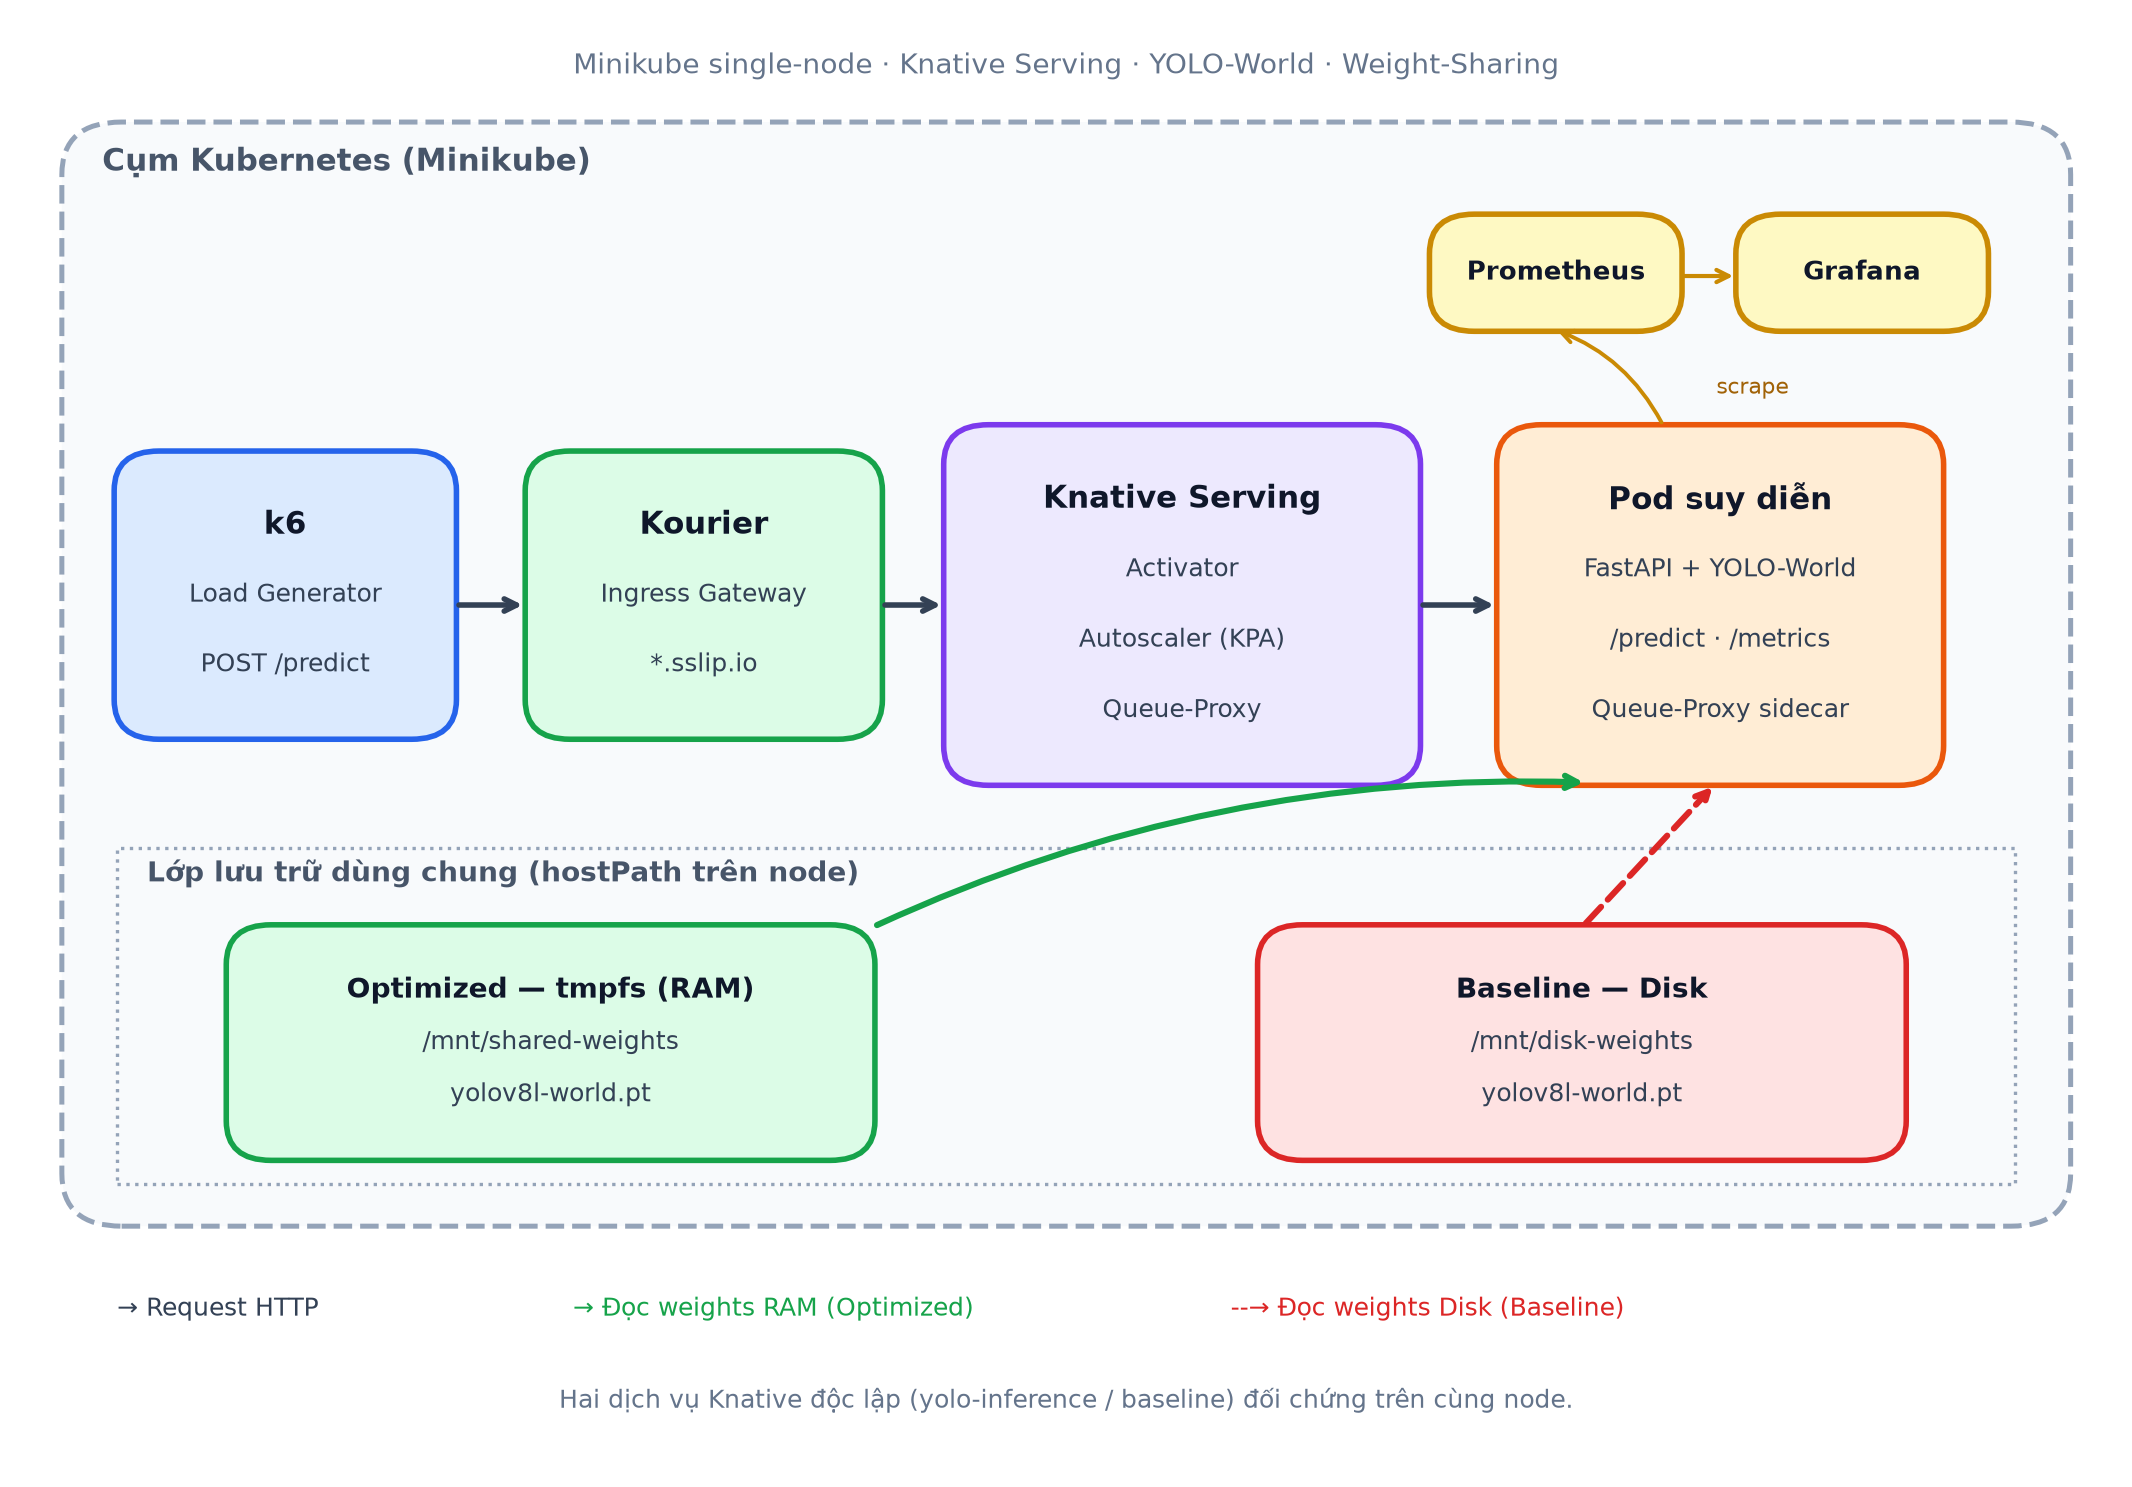 Minikube single-node · Knative Serving · YOLO-World · Weight-Sharing
Cụm Kubernetes (Minikube)
Prometheus
Grafana
scrape
k6
Load Generator
POST /predict
Kourier
Ingress Gateway
*.sslip.io
Knative Serving
Activator
Autoscaler (KPA)
Queue-Proxy
Pod suy diễn
FastAPI + YOLO-World
/predict · /metrics
Queue-Proxy sidecar
Lớp lưu trữ dùng chung (hostPath trên node)
Optimized — tmpfs (RAM)
/mnt/shared-weights
yolov8l-world.pt
Baseline — Disk
/mnt/disk-weights
yolov8l-world.pt
→ Request HTTP
→ Đọc weights RAM (Optimized)
--→ Đọc weights Disk (Baseline)
Hai dịch vụ Knative độc lập (yolo-inference / baseline) đối chứng trên cùng node.